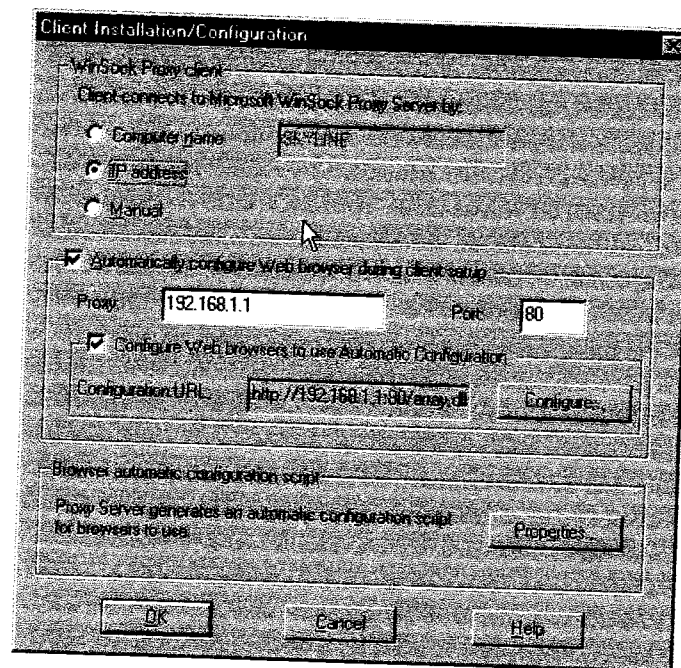 Client Installation/Configuration
WinSock Proxy client
Client connects to Microsoft WinSock Proxy Server by:
Computer name
IP address
Manual
Automatically configure Web browser during client setup
Proxy: 192.168.1.1 Port: 80
Configure Web browsers to use Automatic Configuration
Configuration URL: http://192.168.1.1:80/array.dll Configure...
Browser automatic configuration script
Proxy Server generates an automatic configuration script
for browsers to use.
Properties...
OK Cancel Help